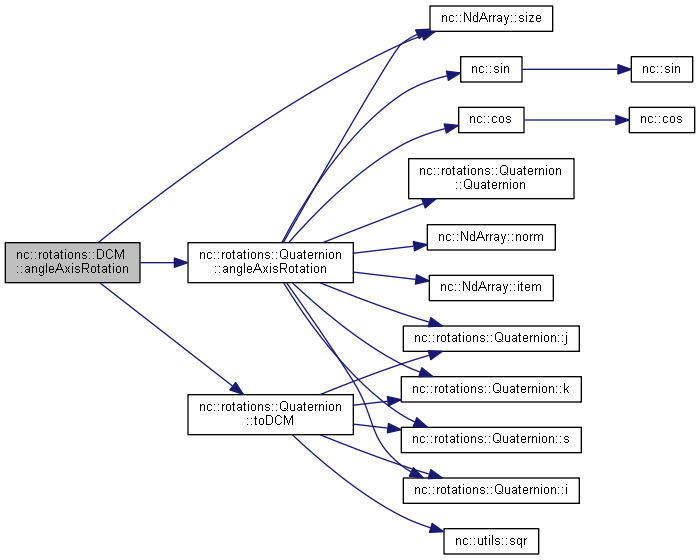 nc::NdArray::size
nc::sin
nc::sin
nc::cos
nc::cos
nc::rotations::Quaternion
::Quaternion
nc::NdArray::norm
nc::rotations::DCM
::angleAxisRotation
nc::rotations::Quaternion
::angleAxisRotation
nc::NdArray::item
nc::rotations::Quaternion::j
nc::rotations::Quaternion::k
nc::rotations::Quaternion
::toDCM
nc::rotations::Quaternion::s
nc::rotations::Quaternion::i
nc::utils::sqr